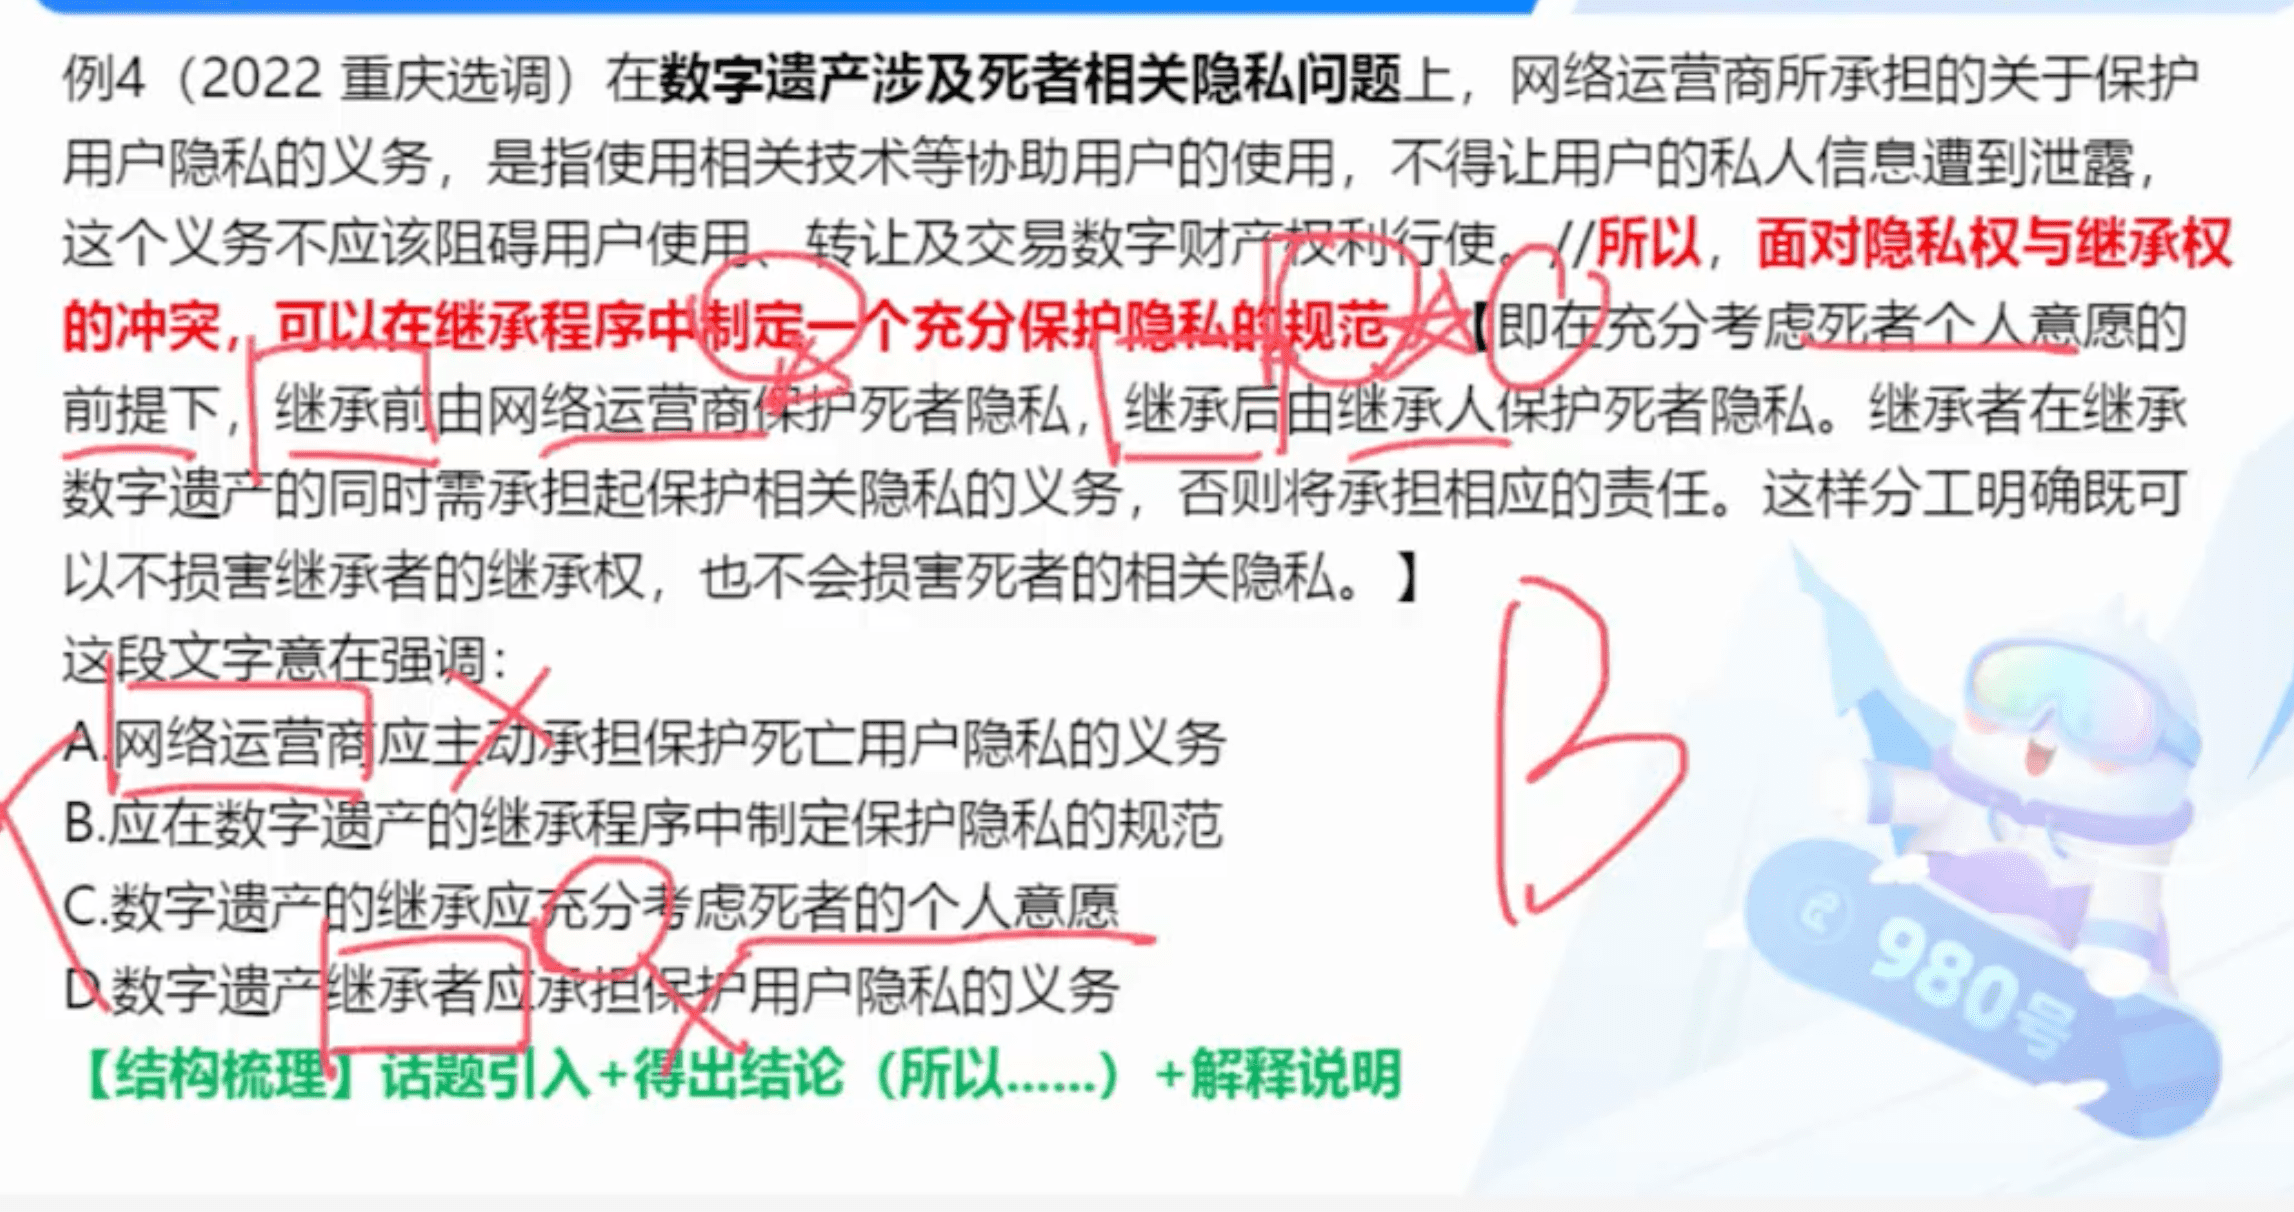 例4（2022 重庆选调）在数字遗产涉及死者相关隐私问题上，网络运营商所承担的关于保护
用户隐私的义务，是指使用相关技术等协助用户的使用，不得让用户的私人信息遭到泄露，
这个义务不应该阻碍用户使用、转让及交易数字财产权利行使。//所以，面对隐私权与继承权
的冲突，可以在继承程序中制定一个充分保护隐私的规范【即在充分考虑死者个人意愿的
前提下，继承前由网络运营商保护死者隐私，继承后由继承人保护死者隐私。继承者在继承
数字遗产的同时需承担起保护相关隐私的义务，否则将承担相应的责任。这样分工明确既可
以不损害继承者的继承权，也不会损害死者的相关隐私。】
这段文字意在强调：
A.网络运营商应主动承担保护死亡用户隐私的义务
B.应在数字遗产的继承程序中制定保护隐私的规范
C.数字遗产的继承应充分考虑死者的个人意愿
D.数字遗产继承者应承担保护用户隐私的义务
【结构梳理】话题引入+得出结论（所以……）+解释说明
B
980号